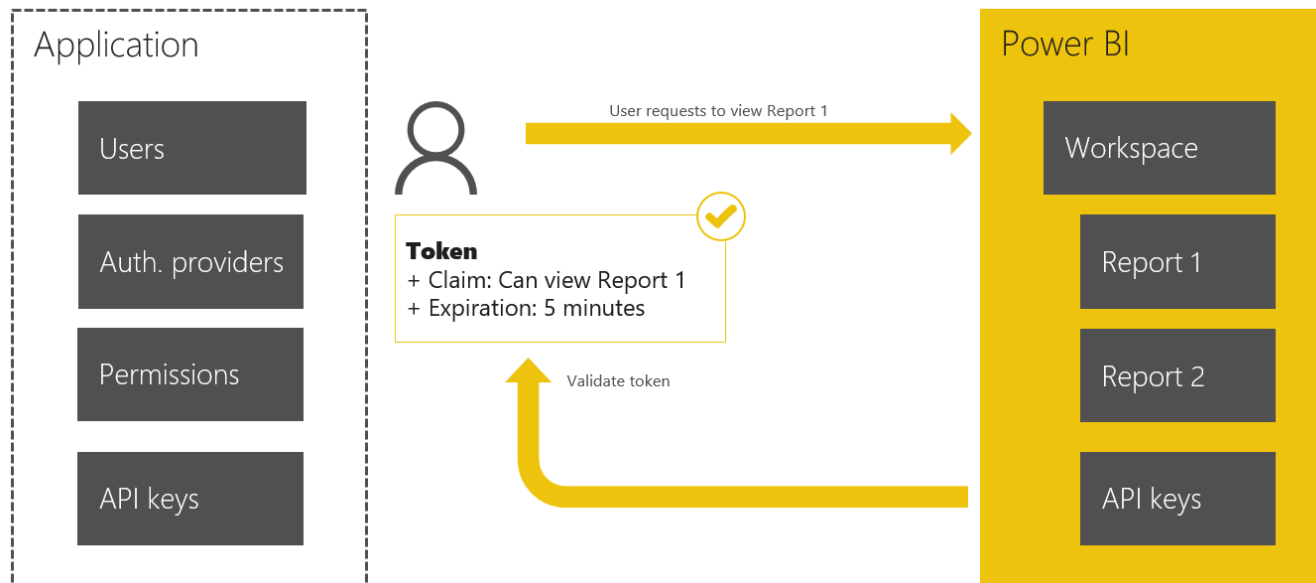 Application
Users
Auth. providers
Permissions
API keys
User requests to view Report 1
Token
+ Claim: Can view Report 1
+ Expiration: 5 minutes
Validate token
Power BI
Workspace
Report 1
Report 2
API keys